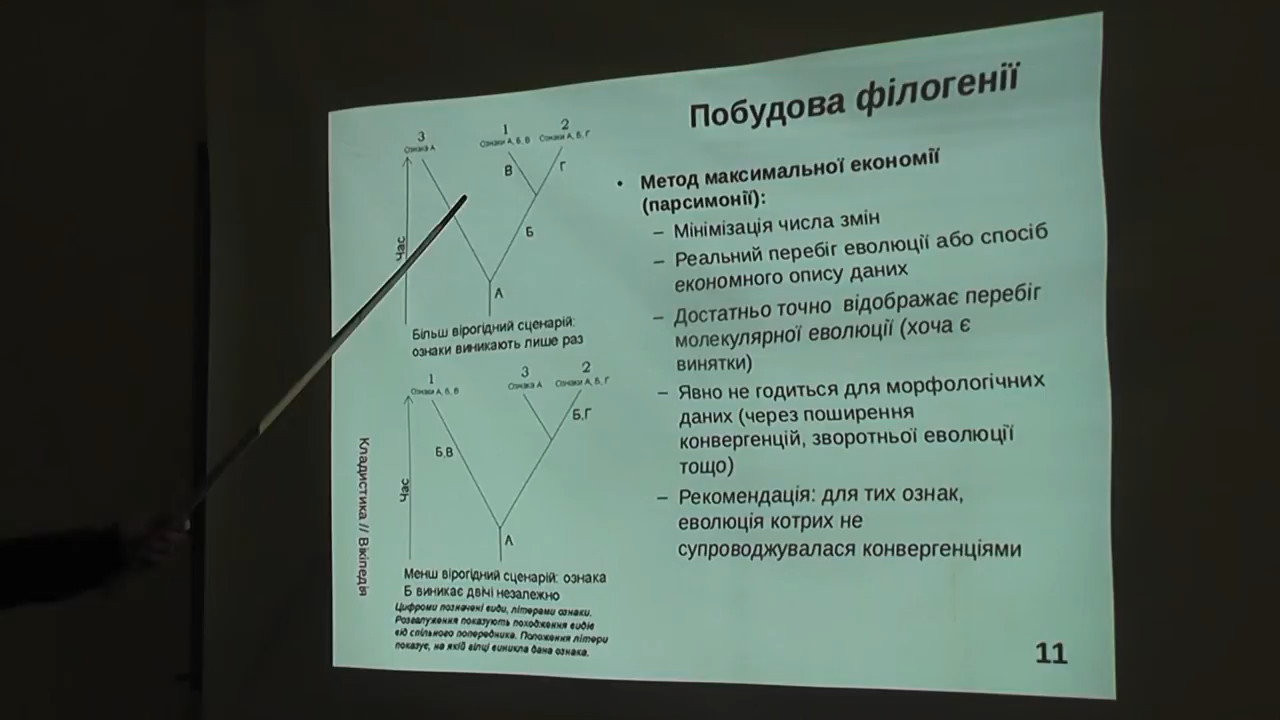 Побудова філогенії
3
Ознака А
1
Ознаки А, Б, В
2
Ознаки А, Б, Г
В
Г
Б
А
Час
Більш вірогідний сценарій:
ознаки виникають лише раз
1
Ознаки А, Б, В
3
Ознака А
2
Ознаки А, Б, Г
Б,Г
Б,В
А
Час
Менш вірогідний сценарій: ознака
Б виникає двічі незалежно
Цифрами позначені види, літерами ознаки.
Розгалуження показують походження видів
від спільного попередника. Положення літери
показує, на якій гілці виникла дана ознака.
Кладистика // Вікіпедія
• Метод максимальної економії
(парсимонії):
– Мінімізація числа змін
– Реальний перебіг еволюції або спосіб
економного опису даних
– Достатньо точно відображає перебіг
молекулярної еволюції (хоча є
винятки)
– Явно не годиться для морфологічних
даних (через поширення
конвергенцій, зворотньої еволюції
тощо)
– Рекомендація: для тих ознак,
еволюція котрих не
супроводжувалася конвергенціями
11